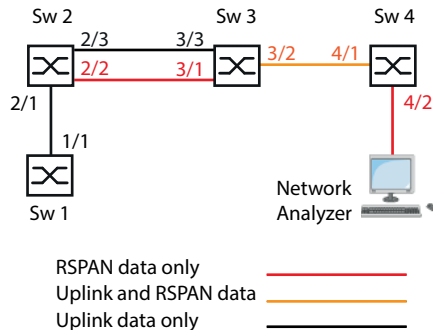 Sw 2
Sw 3
Sw 4
2/3
3/3
2/2
3/1
3/2
4/1
2/1
4/2
1/1
Sw 1
Network
Analyzer
RSPAN data only
Uplink and RSPAN data
Uplink data only